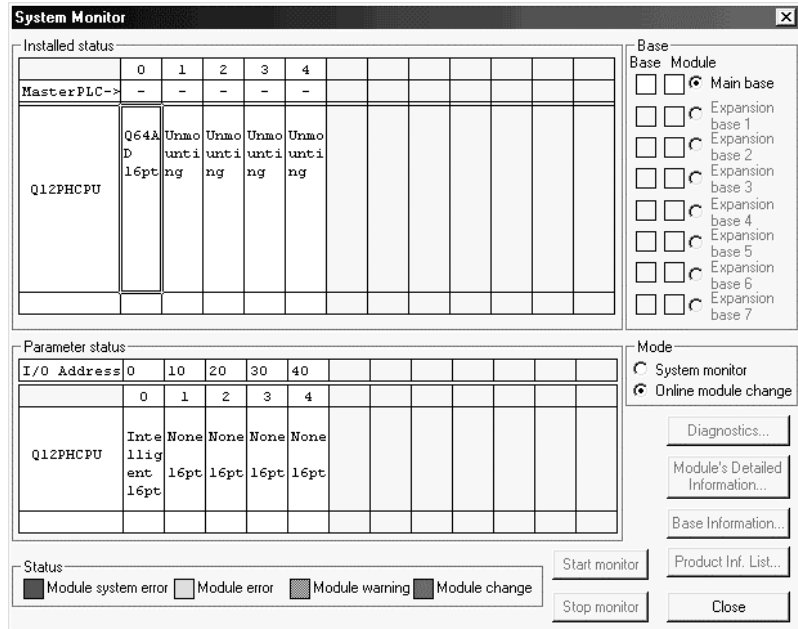 System Monitor
Installed status
0 1 2 3 4
MasterPLC-> - - - - -
Q12PHCPU
Q64A Unmo Unmo Unmo Unmo
D unti unti unti unti
16pt ng ng ng ng
Base
Base Module
Main base
Expansion
base 1
Expansion
base 2
Expansion
base 3
Expansion
base 4
Expansion
base 5
Expansion
base 6
Expansion
base 7
Parameter status
I/O Address 0 10 20 30 40
0 1 2 3 4
Q12PHCPU
Inte None None None None
llig
ent 16pt 16pt 16pt 16pt
16pt
Mode
System monitor
Online module change
Diagnostics...
Module's Detailed
Information...
Base Information...
Product Inf. List...
Close
Status
Module system error Module error Module warning Module change
Start monitor
Stop monitor